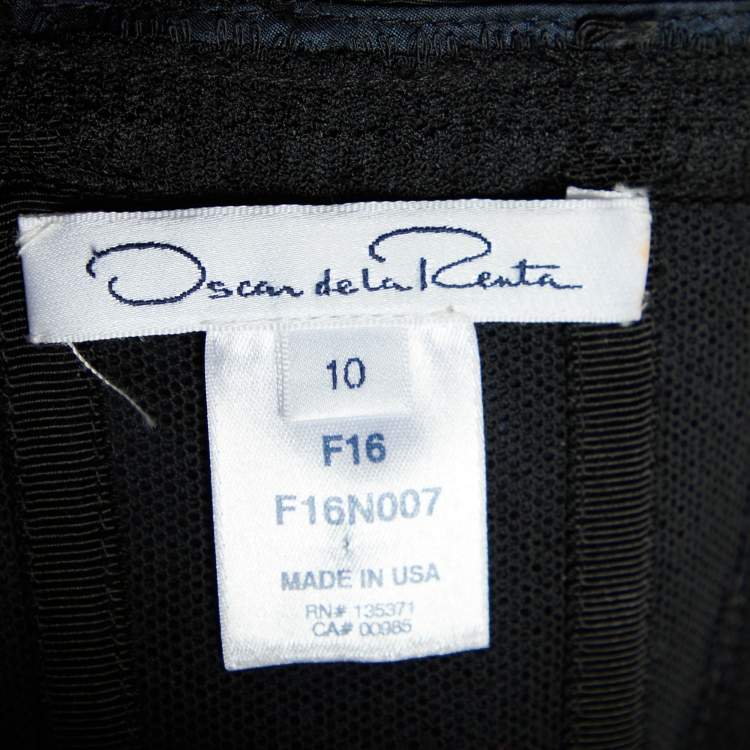 Oscar de la Renta
10
F16
F16N007
MADE IN USA
RN# 135371
CA# 00985